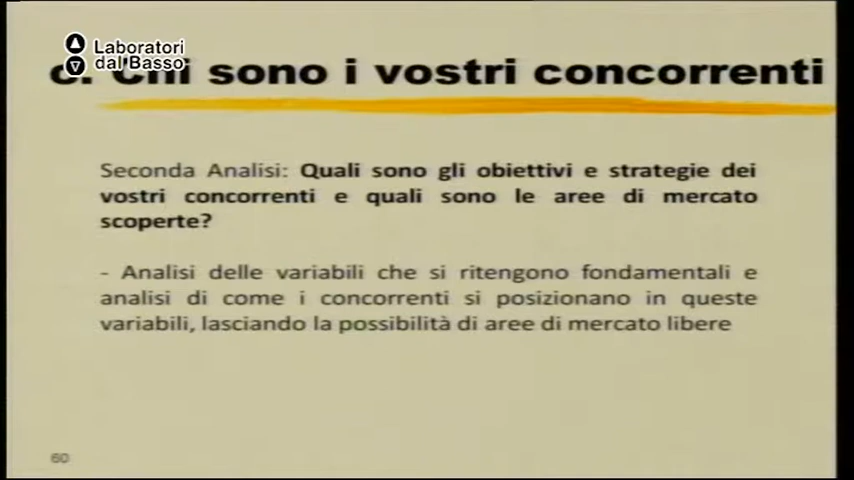 Laboratori
dal Basso
Chi sono i vostri concorrenti
Seconda Analisi: Quali sono gli obiettivi e strategie dei
vostri concorrenti e quali sono le aree di mercato
scoperte?
- Analisi delle variabili che si ritengono fondamentali e
analisi di come i concorrenti si posizionano in queste
variabili, lasciando la possibilità di aree di mercato libere
60